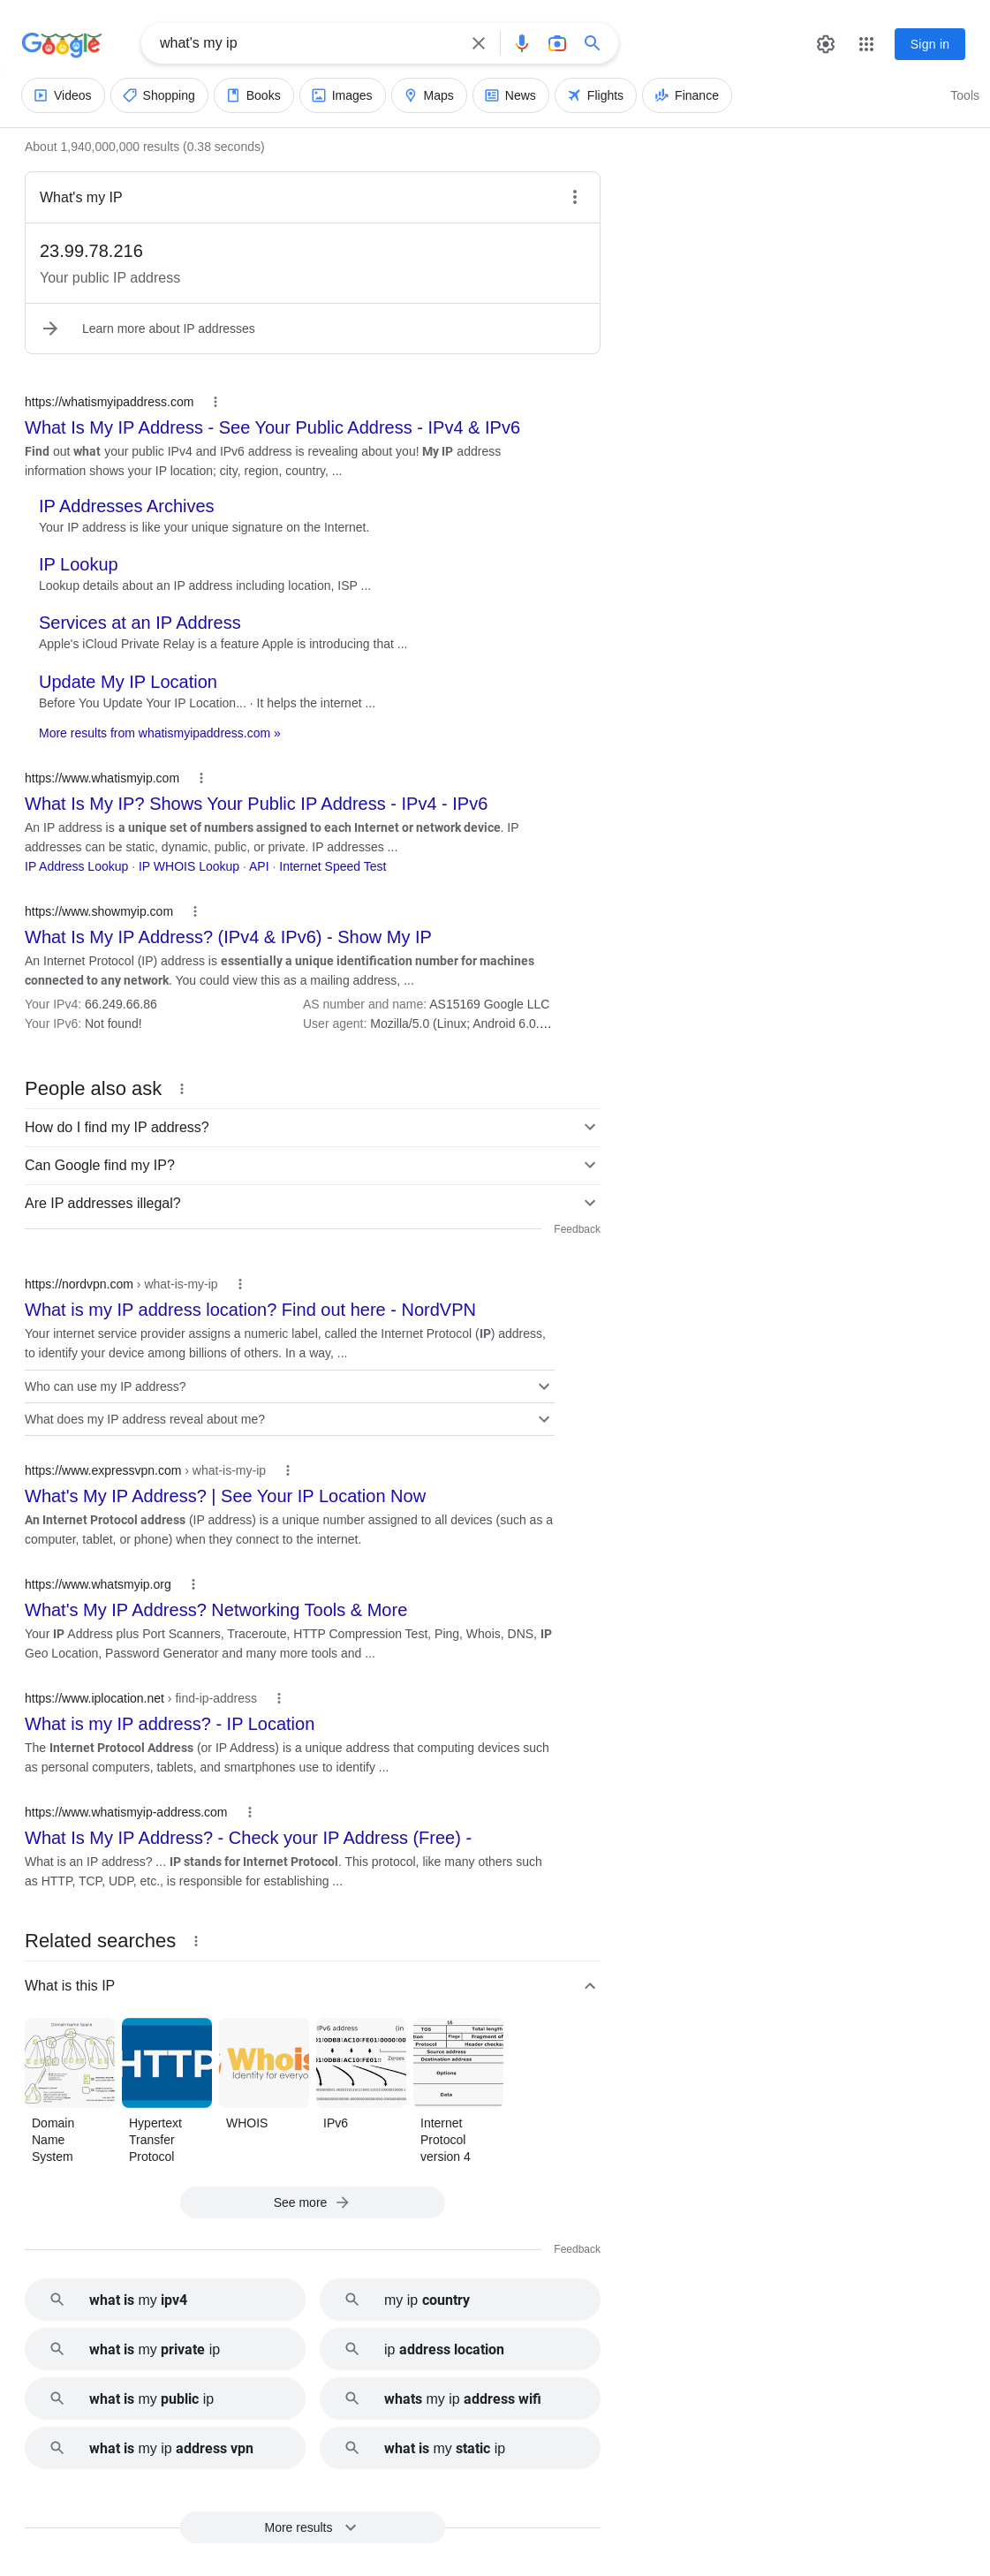 Google
what's my ip
Sign in
Videos
Shopping
Books
Images
Maps
News
Flights
Finance
Tools
About 1,940,000,000 results (0.38 seconds)
What's my IP
23.99.78.216
Your public IP address
Learn more about IP addresses
https://whatismyipaddress.com
What Is My IP Address - See Your Public Address - IPv4 & IPv6
Find out what your public IPv4 and IPv6 address is revealing about you! My IP address
information shows your IP location; city, region, country, ...
IP Addresses Archives
Your IP address is like your unique signature on the Internet.
IP Lookup
Lookup details about an IP address including location, ISP ...
Services at an IP Address
Apple's iCloud Private Relay is a feature Apple is introducing that ...
Update My IP Location
Before You Update Your IP Location... · It helps the internet ...
More results from whatismyipaddress.com »
https://www.whatismyip.com
What Is My IP? Shows Your Public IP Address - IPv4 - IPv6
An IP address is a unique set of numbers assigned to each Internet or network device. IP
addresses can be static, dynamic, public, or private. IP addresses ...
IP Address Lookup · IP WHOIS Lookup · API · Internet Speed Test
https://www.showmyip.com
What Is My IP Address? (IPv4 & IPv6) - Show My IP
An Internet Protocol (IP) address is essentially a unique identification number for machines
connected to any network. You could view this as a mailing address, ...
Your IPv4: 66.249.66.86
AS number and name: AS15169 Google LLC
Your IPv6: Not found!
User agent: Mozilla/5.0 (Linux; Android 6.0....
People also ask
How do I find my IP address?
Can Google find my IP?
Are IP addresses illegal?
Feedback
https://nordvpn.com › what-is-my-ip
What is my IP address location? Find out here - NordVPN
Your internet service provider assigns a numeric label, called the Internet Protocol (IP) address,
to identify your device among billions of others. In a way, ...
Who can use my IP address?
What does my IP address reveal about me?
https://www.expressvpn.com › what-is-my-ip
What's My IP Address? | See Your IP Location Now
An Internet Protocol address (IP address) is a unique number assigned to all devices (such as a
computer, tablet, or phone) when they connect to the internet.
https://www.whatsmyip.org
What's My IP Address? Networking Tools & More
Your IP Address plus Port Scanners, Traceroute, HTTP Compression Test, Ping, Whois, DNS, IP
Geo Location, Password Generator and many more tools and ...
https://www.iplocation.net › find-ip-address
What is my IP address? - IP Location
The Internet Protocol Address (or IP Address) is a unique address that computing devices such
as personal computers, tablets, and smartphones use to identify ...
https://www.whatismyip-address.com
What Is My IP Address? - Check your IP Address (Free) -
What is an IP address? ... IP stands for Internet Protocol. This protocol, like many others such
as HTTP, TCP, UDP, etc., is responsible for establishing ...
Related searches
What is this IP
Domain Name Space
HTTP
Whois
Identity for everyo
IPv6 address (in
Zeroes
16
TOS Total length
Flags Fragment of
Protocol Header checks
Source address
Destination address
Options
Data
Domain
Name
System
Hypertext
Transfer
Protocol
WHOIS
IPv6
Internet
Protocol
version 4
See more
Feedback
what is my ipv4
my ip country
what is my private ip
ip address location
what is my public ip
whats my ip address wifi
what is my ip address vpn
what is my static ip
More results